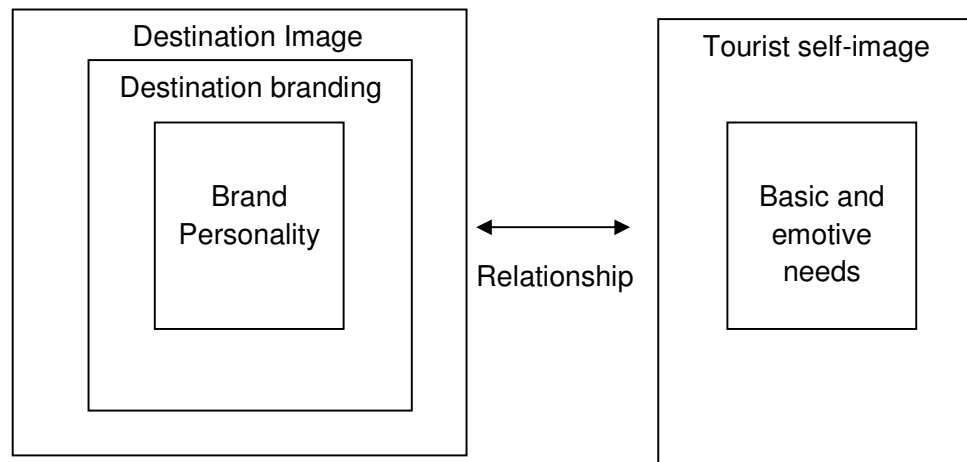 Destination Image
Destination branding
Brand
Personality
Relationship
Tourist self-image
Basic and
emotive
needs